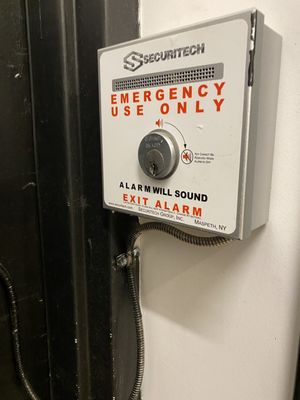 SECURITECH
EMERGENCY
USE ONLY
ALARM WILL SOUND
EXIT ALARM
SECURITECH GROUP, INC. MASPETH, NY